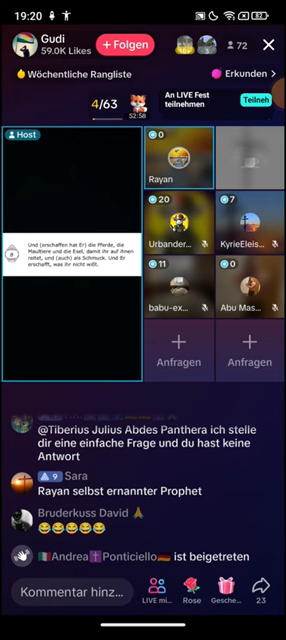 19:20
82
Gudi
59.0K Likes
+ Folgen
72
Wöchentliche Rangliste
Erkunden >
4/63
52:58
An LIVE Fest
teilnehmen
Teilneh
Host
0
Rayan
20
Urbander...
7
KyrieEleis...
11
babu-ex...
0
Abu Mas...
Und (erschaffen hat Er) die Pferde, die
Maultiere und die Esel, damit ihr auf ihnen
reitet, und (auch) als Schmuck. Und Er
erschafft, was ihr nicht wißt.
8
+
Anfragen
+
Anfragen
@Tiberius Julius Abdes Panthera ich stelle
dir eine einfache Frage und du hast keine
Antwort
9 Sara
Rayan selbst ernannter Prophet
Bruderkuss David 🙏
😂😂😂😂😂
🇮🇹Andrea✝️Ponticiello🇩🇪 ist beigetreten
Kommentar hinz...
LIVE mi...
Rose
Gesche...
23